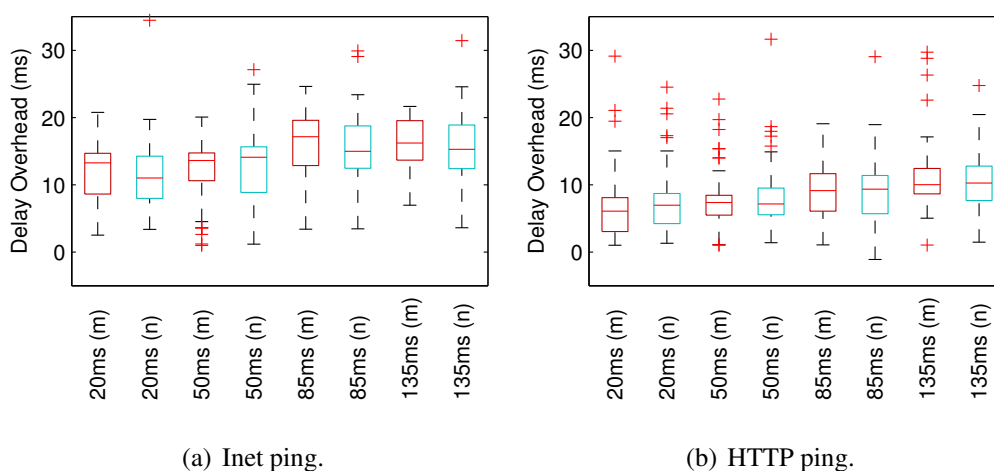 Delay Overhead (ms)
30
20
10
0
20ms (m)
20ms (n)
50ms (m)
50ms (n)
85ms (m)
85ms (n)
135ms (m)
135ms (n)
(a) Inet ping.
Delay Overhead (ms)
30
20
10
0
20ms (m)
20ms (n)
50ms (m)
50ms (n)
85ms (m)
85ms (n)
135ms (m)
135ms (n)
(b) HTTP ping.